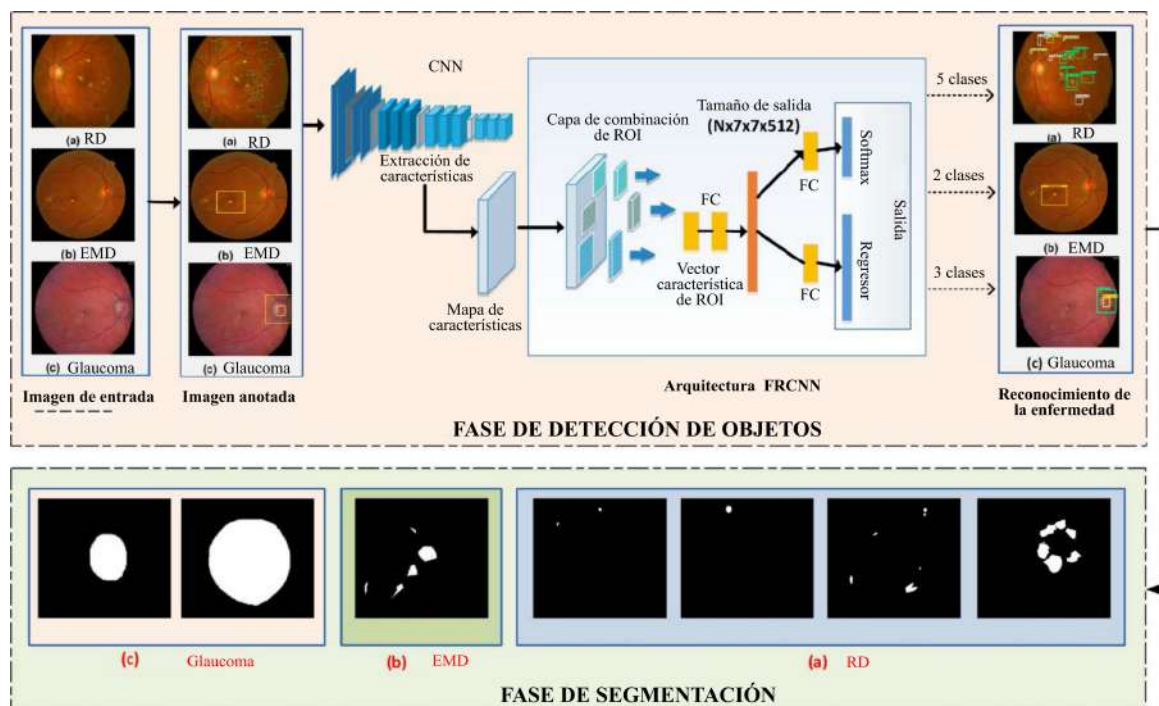 (a) RD
(b) EMD
(c) Glaucoma
Imagen de entrada
(a) RD
(b) EMD
(c) Glaucoma
Imagen anotada
CNN
Extracción de
características
Mapa de
características
Capa de combinación
de ROI
FC
Vector
característica
de ROI
Tamaño de salida
(Nx7x7x512)
FC
FC
Softmax
Regresor
Salida
Arquitectura FRCNN
5 clases
2 clases
3 clases
(a) RD
(b) EMD
(c) Glaucoma
Reconocimiento de
la enfermedad
FASE DE DETECCIÓN DE OBJETOS
(c) Glaucoma
(b) EMD
(a) RD
FASE DE SEGMENTACIÓN